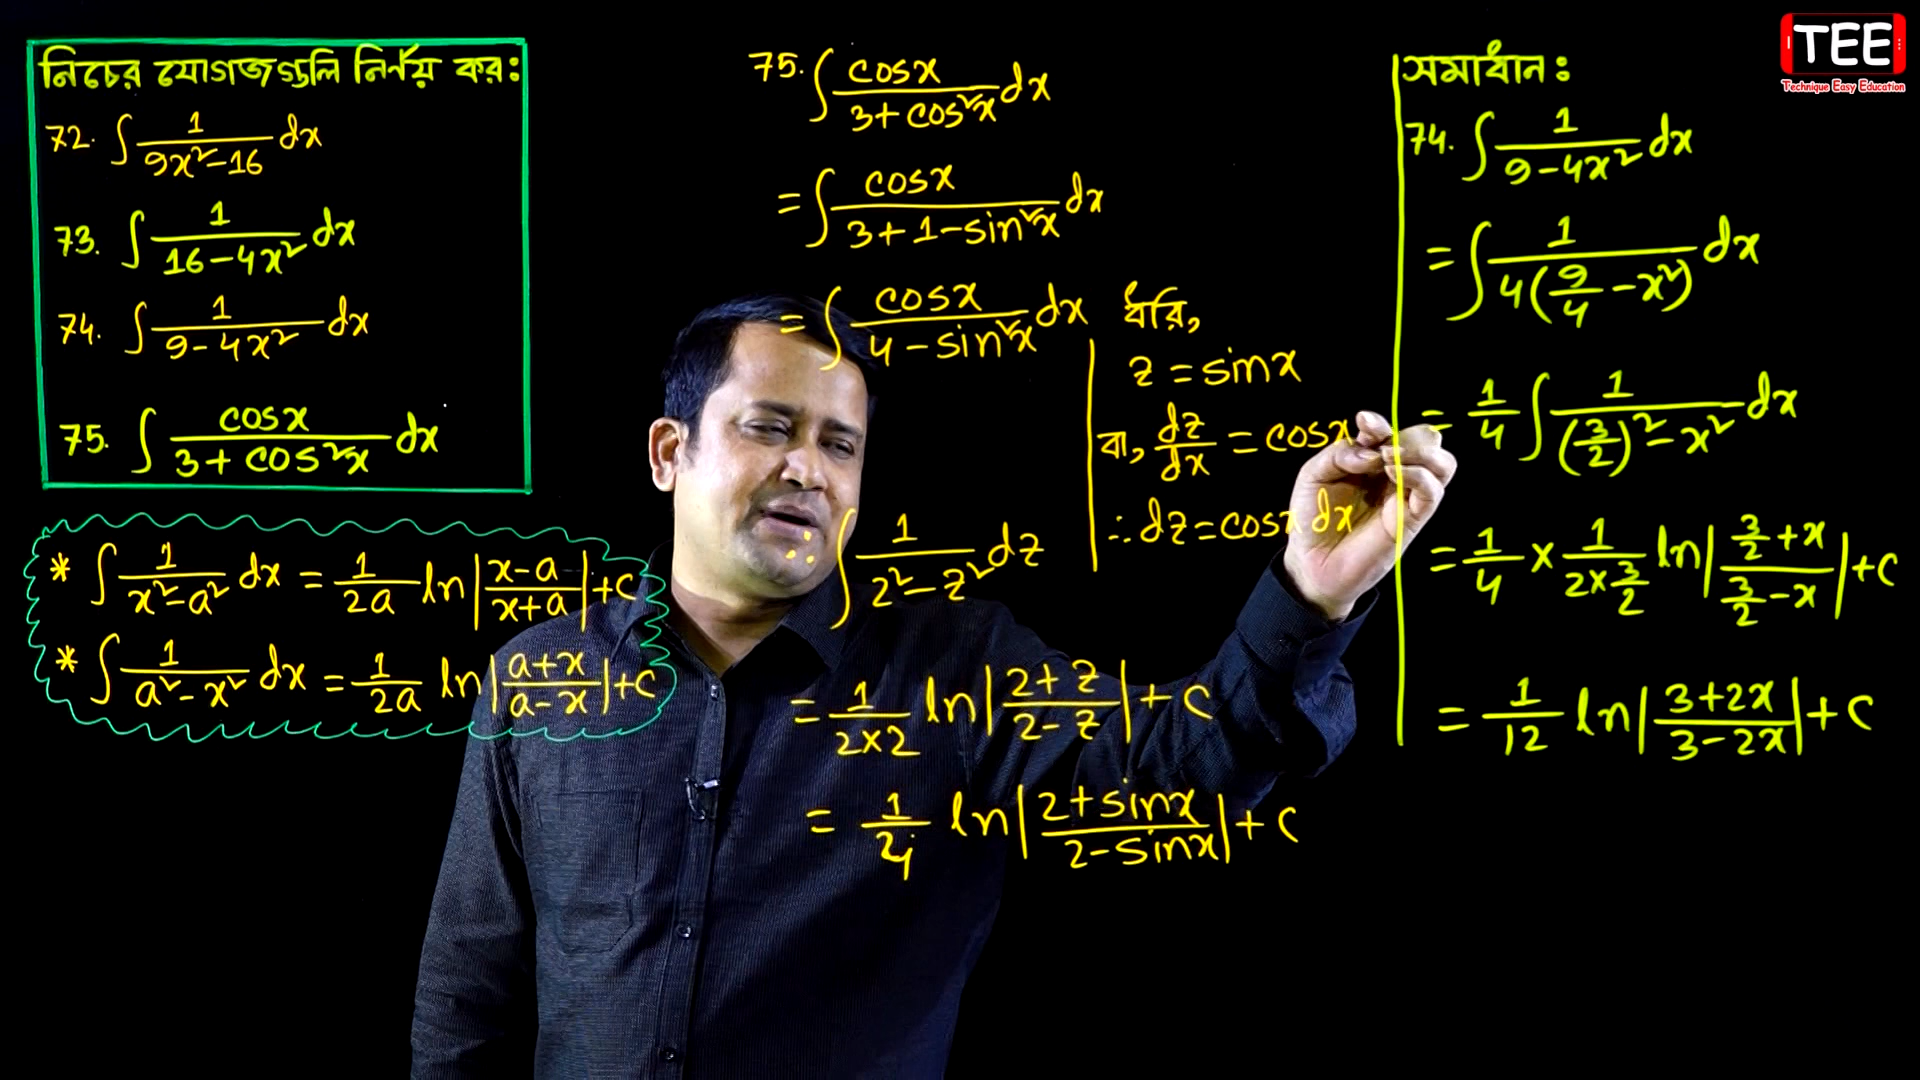 নিচের যোগজগুলি নির্ণয় কর:
72. ∫ 1/(9x²-16) dx
73. ∫ 1/(16-4x²) dx
74. ∫ 1/(9-4x²) dx
75. ∫ cosx/(3+cos²x) dx
* ∫ 1/(x²-a²) dx = 1/2a ln|(x-a)/(x+a)|+c
* ∫ 1/(a²-x²) dx = 1/2a ln|(a+x)/(a-x)|+c
75. ∫ cosx/(3+cos²x) dx
= ∫ cosx/(3+1-sin²x) dx
= ∫ cosx/(4-sin²x) dx
ধরি,
z = sinx
বা, dz/dx = cosx
∴ dz = cosx dx
∴ ∫ 1/(2²-z²) dz
= 1/(2×2) ln|(2+z)/(2-z)|+c
= 1/4 ln|(2+sinx)/(2-sinx)|+c
সমাধান:
74. ∫ 1/(9-4x²) dx
= ∫ 1/(4(9/4-x²)) dx
= 1/4 ∫ 1/((3/2)²-x²) dx
= 1/4 × 1/(2×3/2) ln|(3/2+x)/(3/2-x)|+c
= 1/12 ln|(3+2x)/(3-2x)|+c
TEE
Technique Easy Education